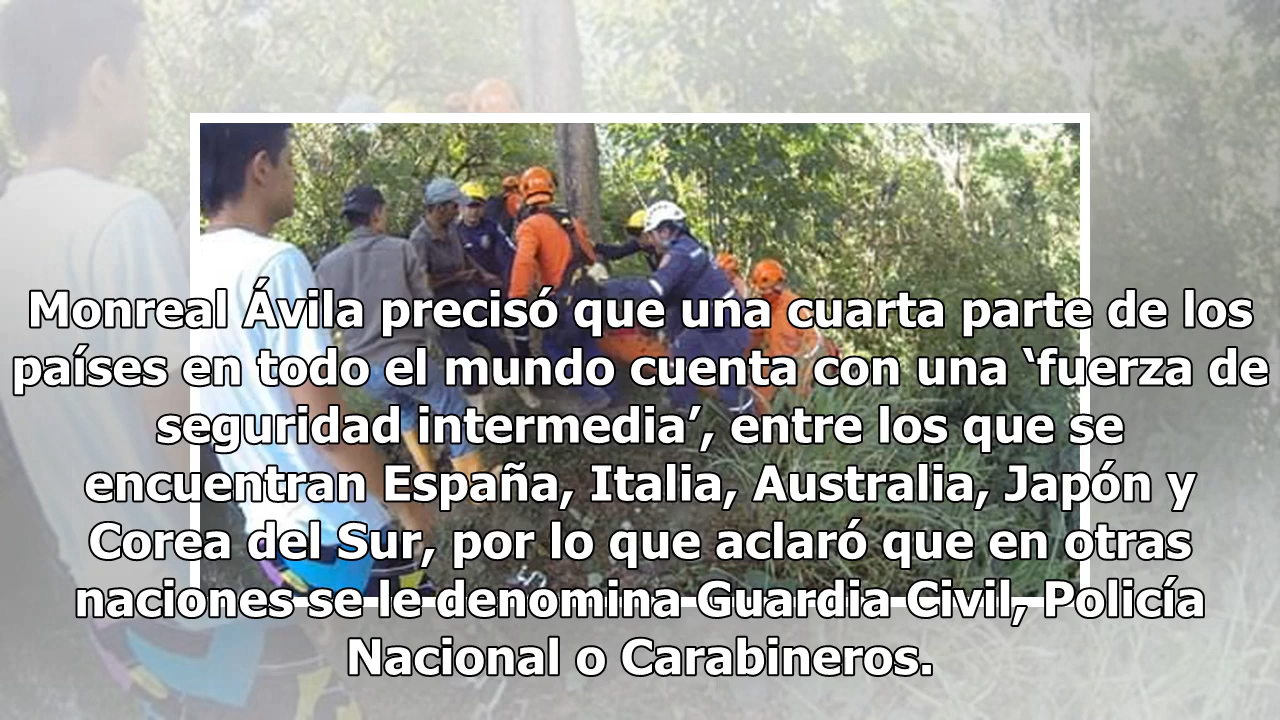 Monreal Ávila precisó que una cuarta parte de los
países en todo el mundo cuenta con una ‘fuerza de
seguridad intermedia’, entre los que se
encuentran España, Italia, Australia, Japón y
Corea del Sur, por lo que aclaró que en otras
naciones se le denomina Guardia Civil, Policía
Nacional o Carabineros.